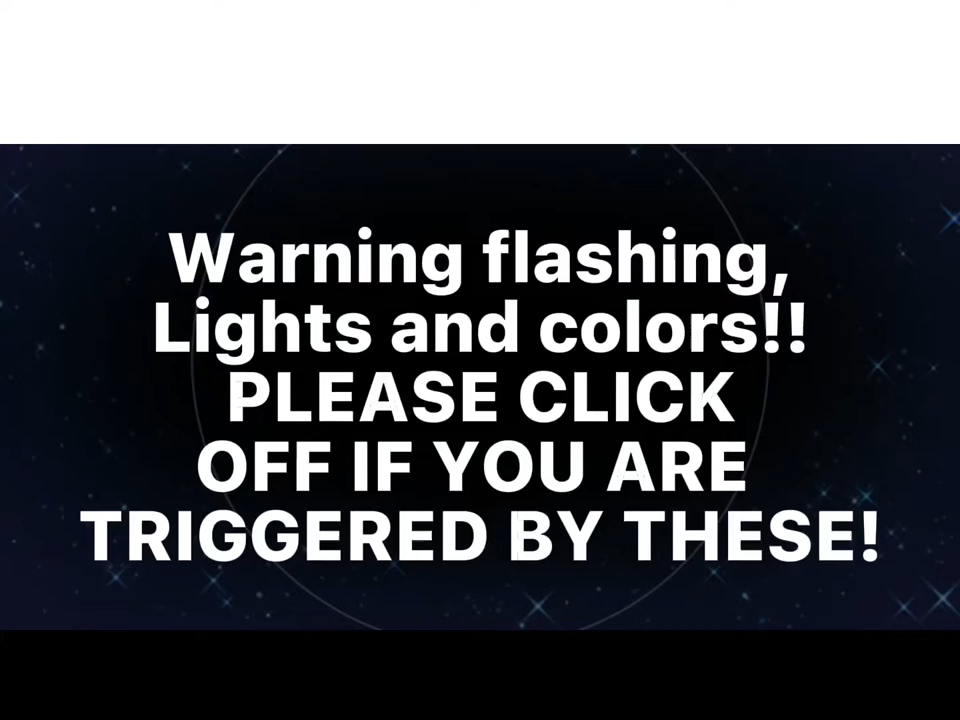 Warning flashing,
Lights and colors!!
PLEASE CLICK
OFF IF YOU ARE
TRIGGERED BY THESE!